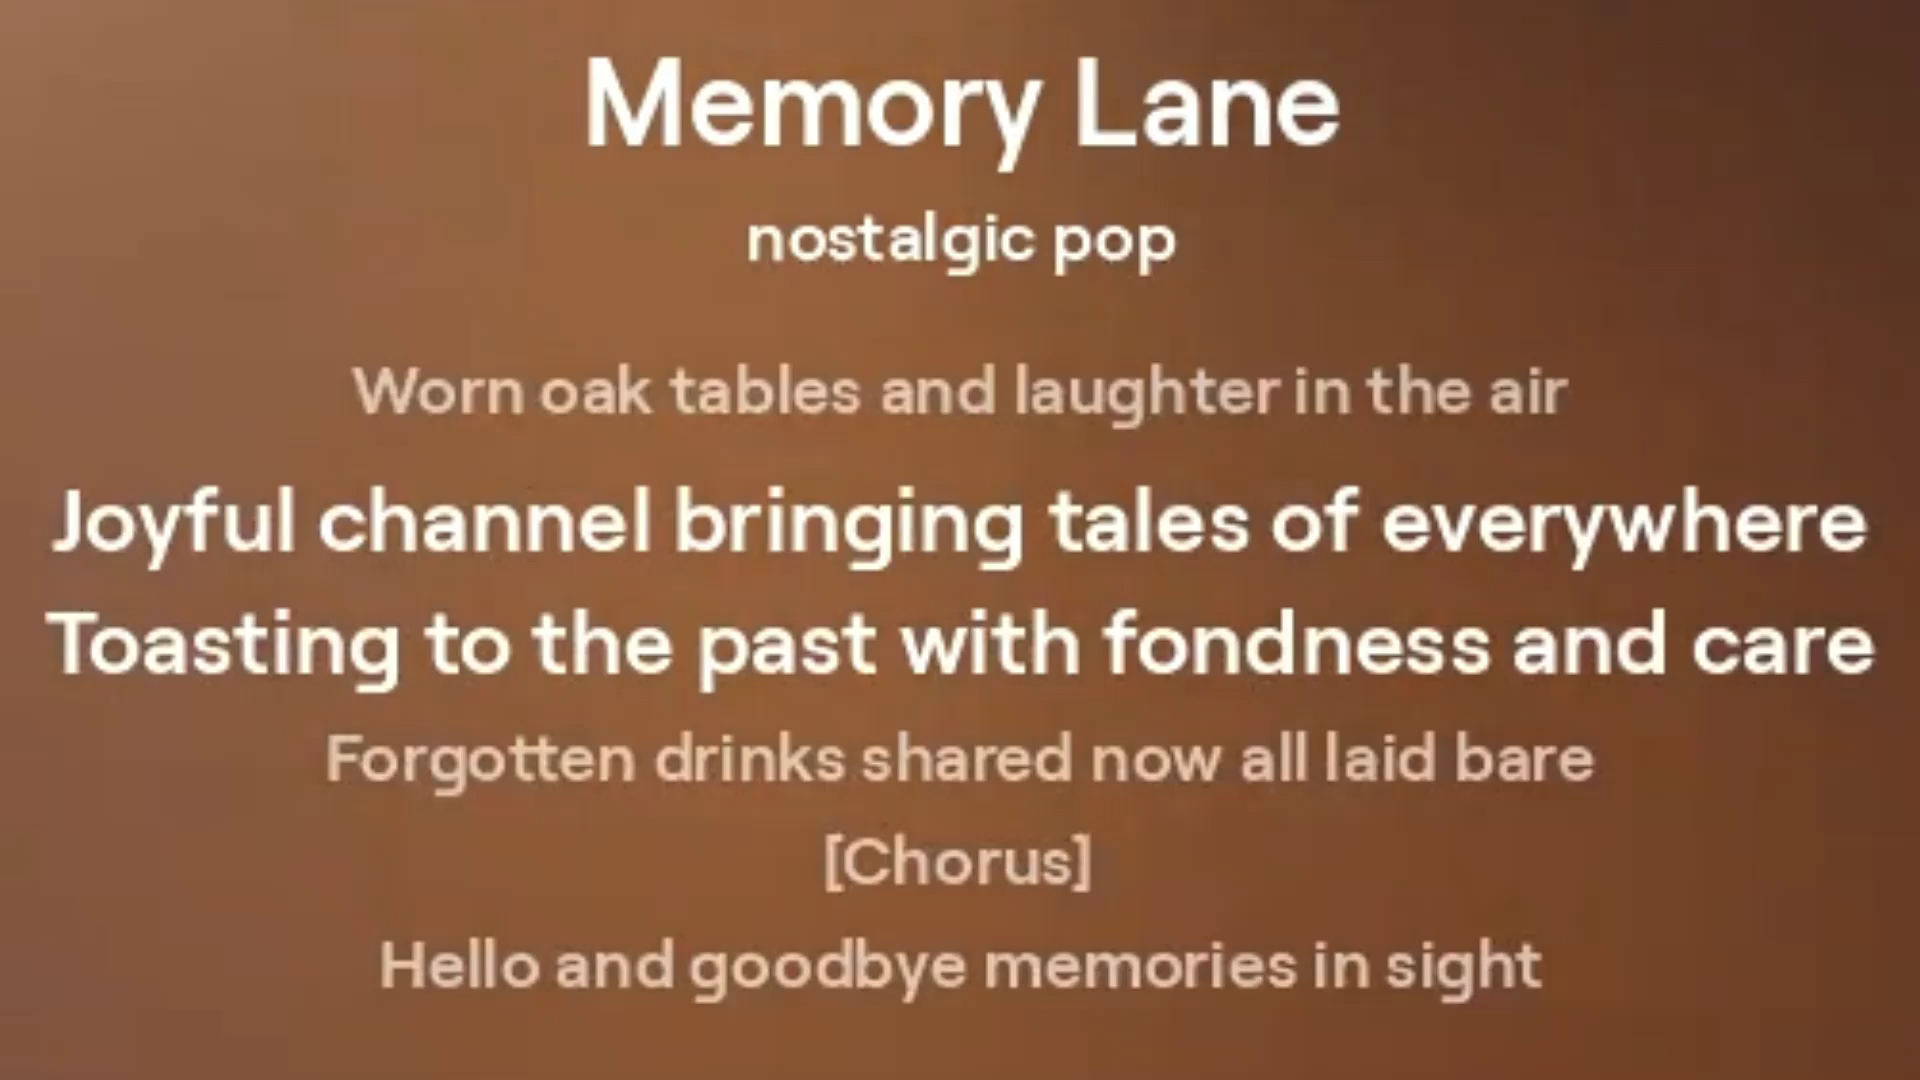 Memory Lane
nostalgic pop
Worn oak tables and laughter in the air
Joyful channel bringing tales of everywhere
Toasting to the past with fondness and care
Forgotten drinks shared now all laid bare
[Chorus]
Hello and goodbye memories in sight